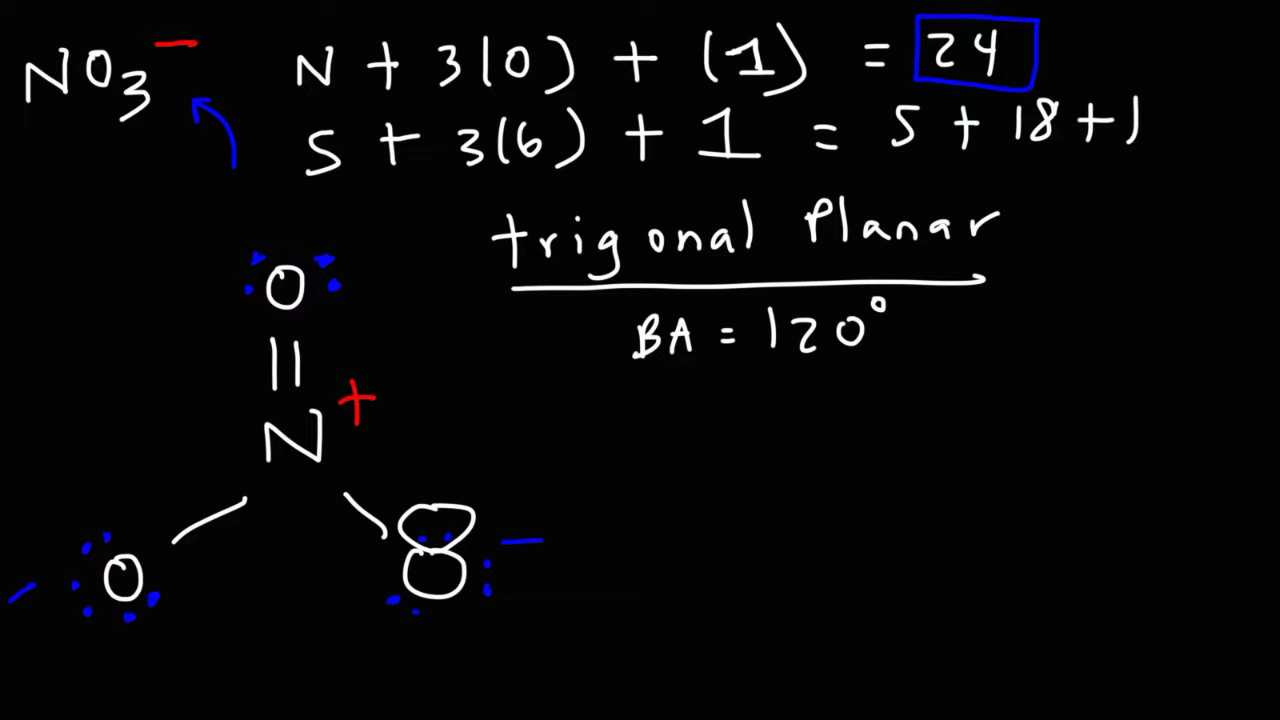 NO₃⁻ N + 3(O) + (1) = 24
5 + 3(6) + 1 = 5 + 18 + 1
trigonal Planar
BA = 120°
O
||
N +
O O
- -